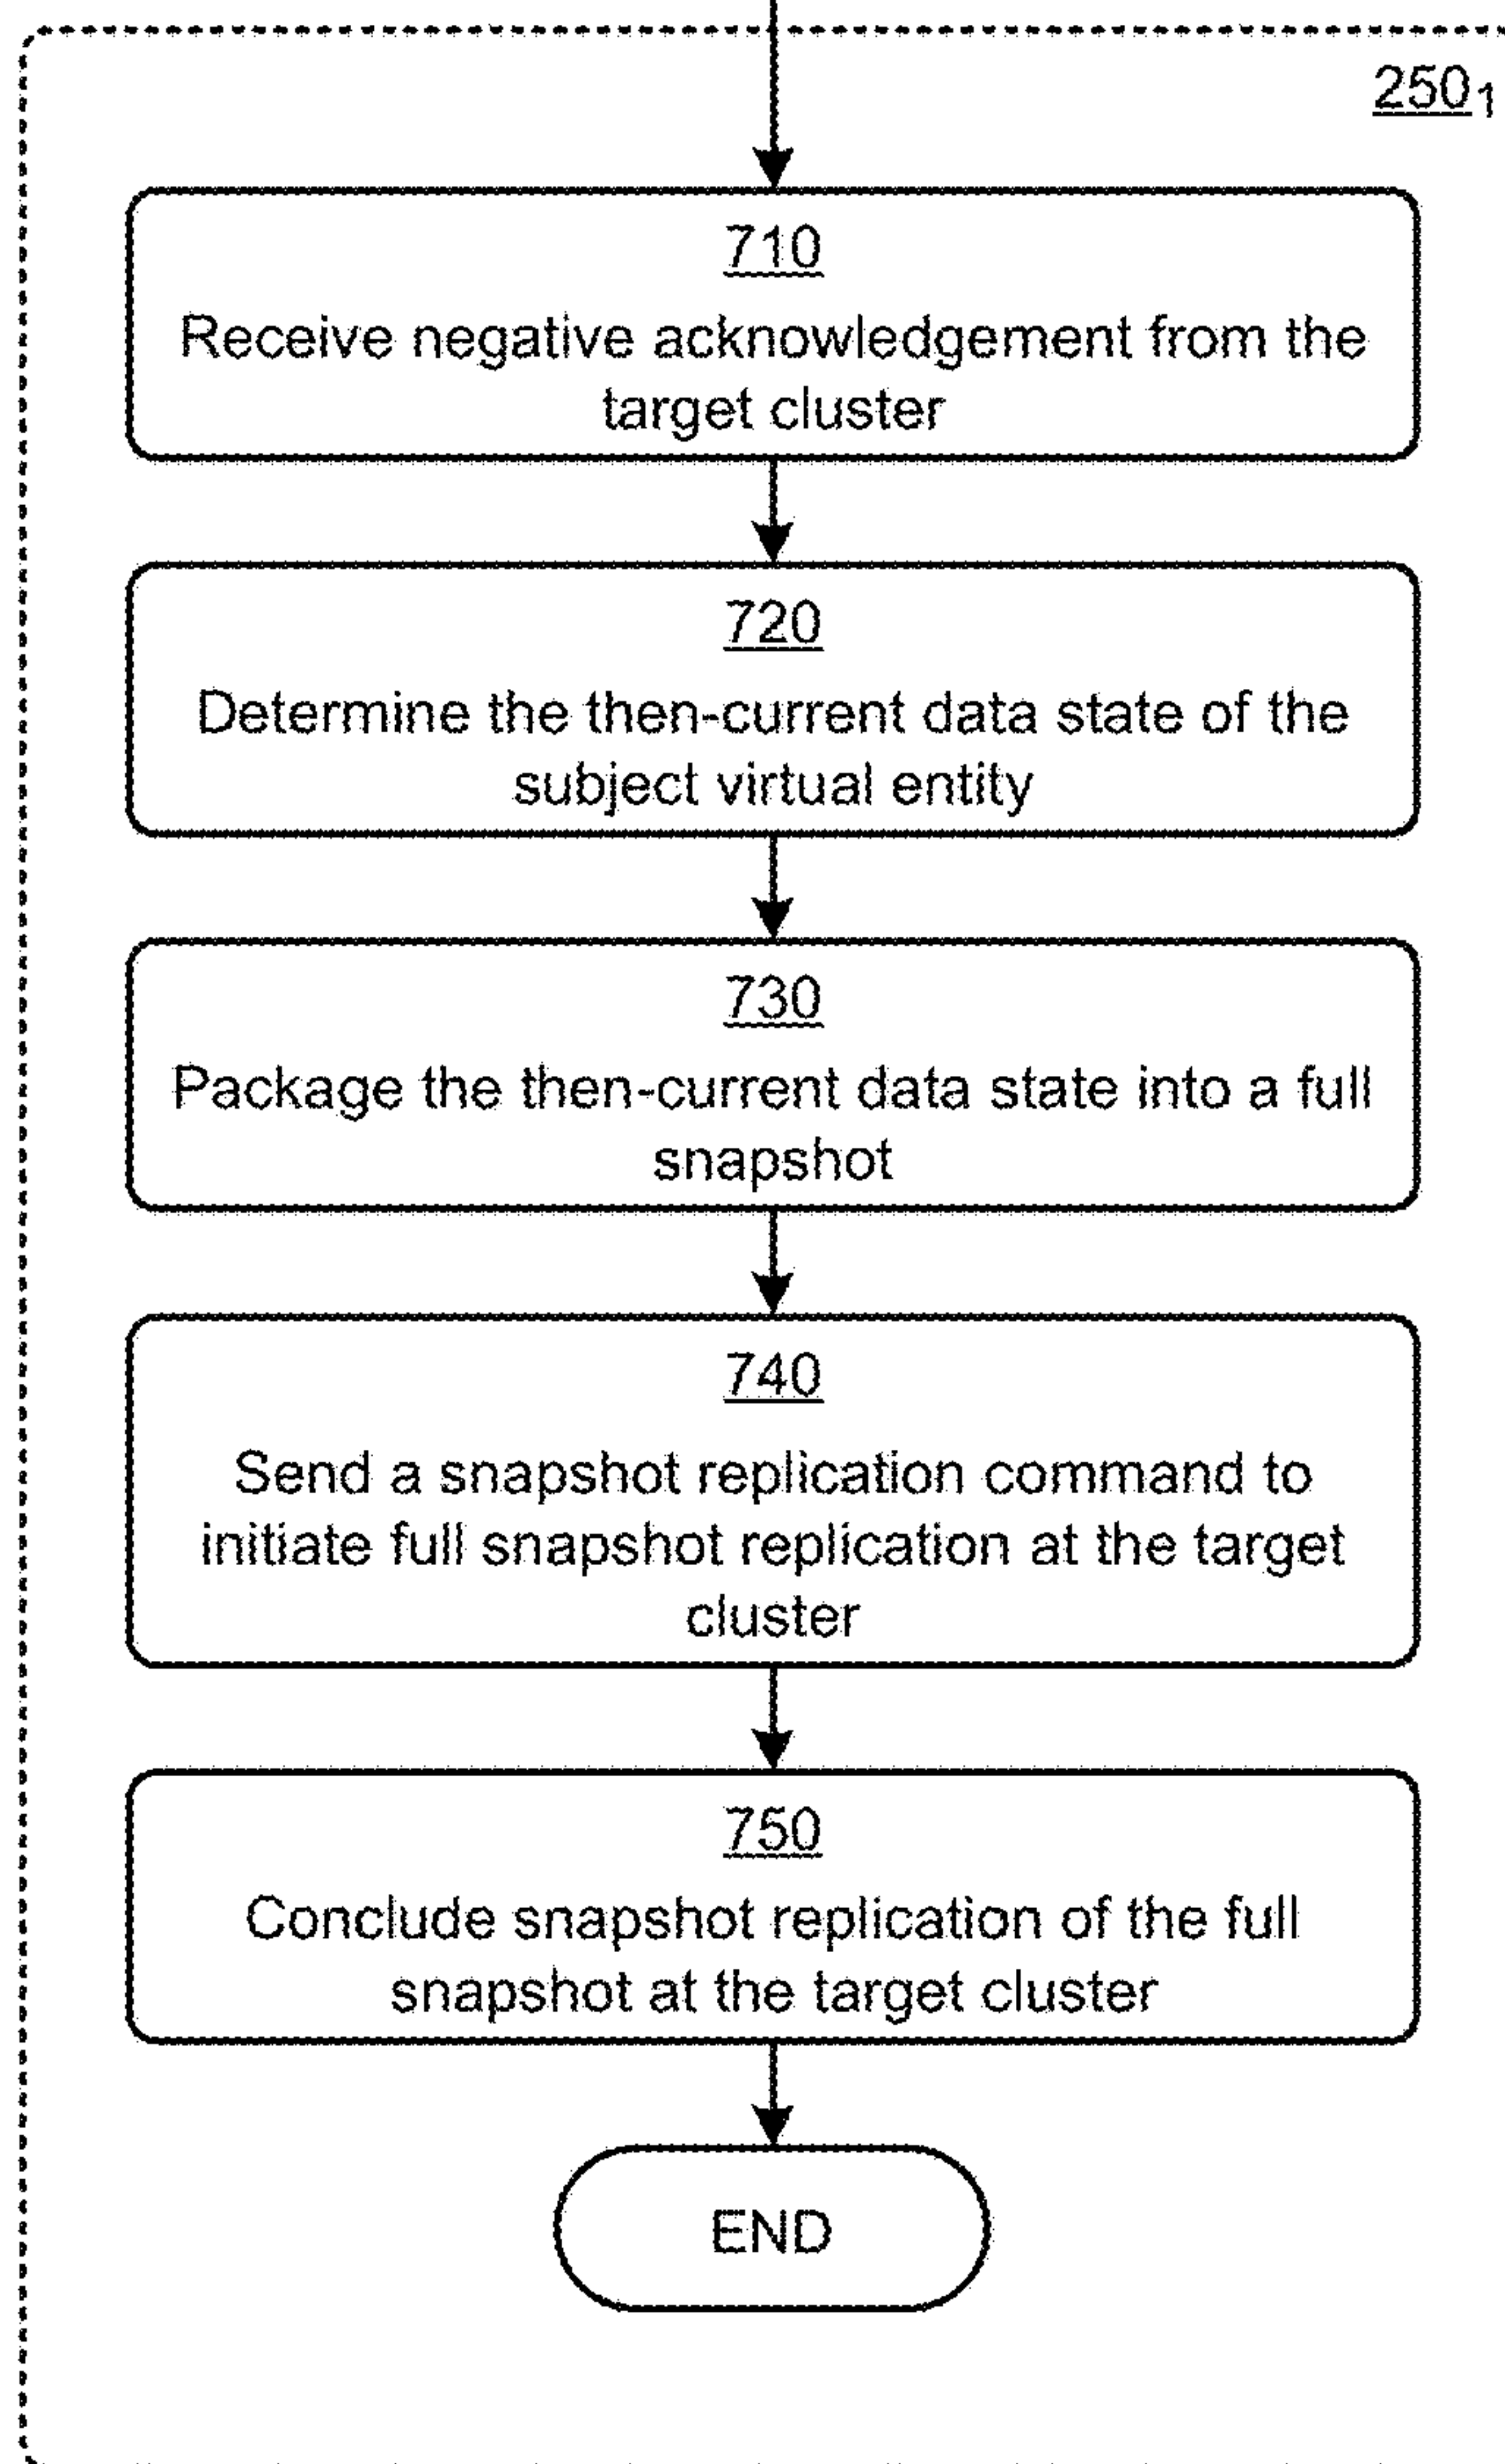 250₁
710
Receive negative acknowledgement from the
target cluster
720
Determine the then-current data state of the
subject virtual entity
730
Package the then-current data state into a full
snapshot
740
Send a snapshot replication command to
initiate full snapshot replication at the target
cluster
750
Conclude snapshot replication of the full
snapshot at the target cluster
END